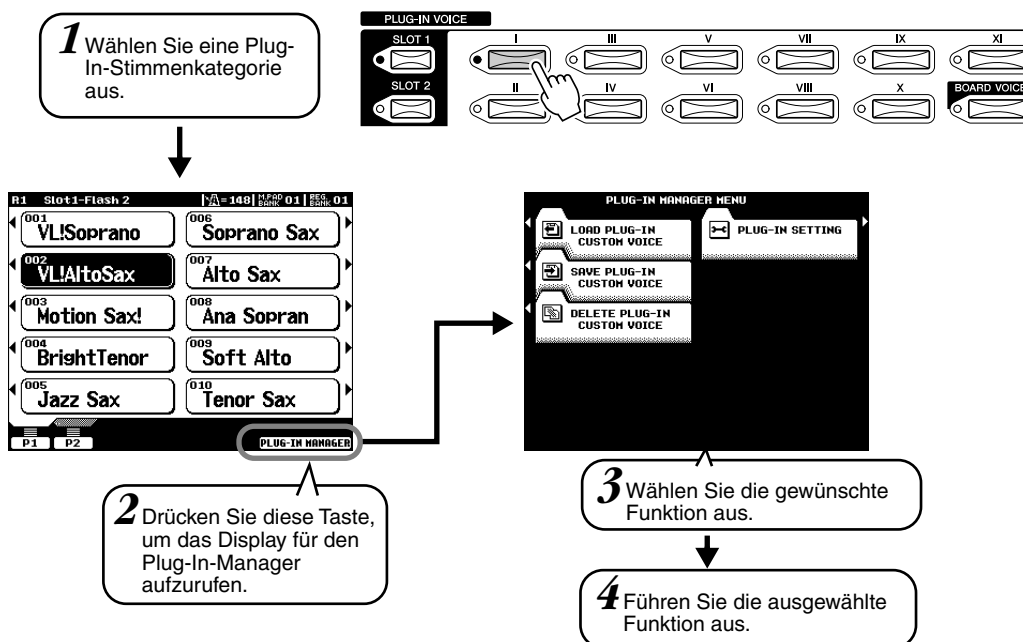 1 Wählen Sie eine Plug-
In-Stimmenkategorie
aus.
PLUG-IN VOICE
SLOT 1
I
III
V
VII
IX
XI
SLOT 2
II
IV
VI
VIII
X
BOARD VOICE
R1 Slot1-Flash 2
=148
M.PAD BANK 01
REG. BANK 01
001
VL!Soprano
006
Soprano Sax
002
VL!AltoSax
007
Alto Sax
003
Motion Sax!
008
Ana Sopran
004
BrightTenor
009
Soft Alto
005
Jazz Sax
010
Tenor Sax
P1
P2
PLUG-IN MANAGER
PLUG-IN MANAGER MENU
LOAD PLUG-IN
CUSTOM VOICE
PLUG-IN SETTING
SAVE PLUG-IN
CUSTOM VOICE
DELETE PLUG-IN
CUSTOM VOICE
2 Drücken Sie diese Taste,
um das Display für den
Plug-In-Manager
aufzurufen.
3 Wählen Sie die gewünschte
Funktion aus.
4 Führen Sie die ausgewählte
Funktion aus.